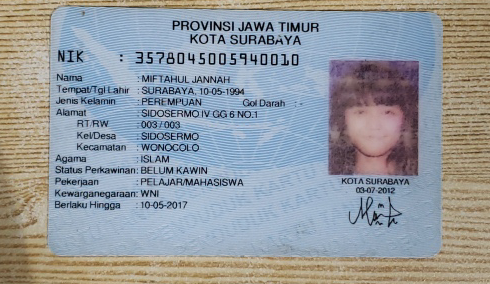 PROVINSI JAWA TIMUR
KOTA SURABAYA
NIK : 3578045005940010
Nama : MIFTAHUL JANNAH
Tempat/Tgl Lahir : SURABAYA, 10-05-1994
Jenis Kelamin : PEREMPUAN Gol Darah : -
Alamat : SIDOSERMO IV GG 6 NO.1
RT/RW : 003 / 003
Kel/Desa : SIDOSERMO
Kecamatan : WONOCOLO
Agama : ISLAM
Status Perkawinan: BELUM KAWIN
Pekerjaan : PELAJAR/MAHASISWA
Kewarganegaraan: WNI
Berlaku Hingga : 10-05-2017
KOTA SURABAYA
03-07-2012